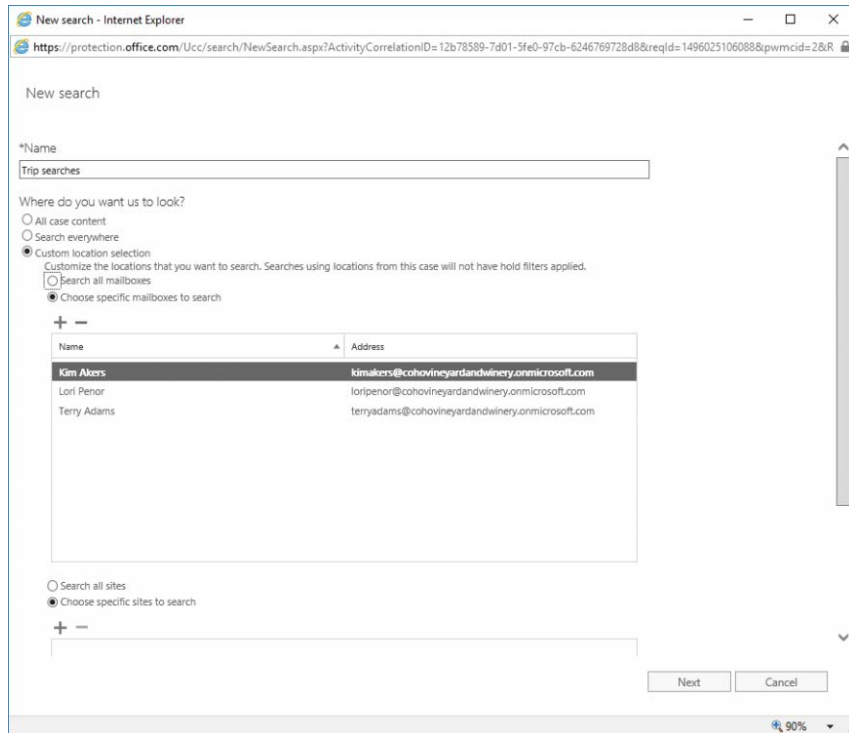 New search - Internet Explorer
https://protection.office.com/Ucc/search/NewSearch.aspx?ActivityCorrelationID=12b78589-7d01-5fe0-97cb-6246769728d8&reqId=1496025106088&pwmcid=2&R
New search
*Name
Trip searches
Where do you want us to look?
All case content
Search everywhere
Custom location selection
Customize the locations that you want to search. Searches using locations from this case will not have hold filters applied.
Search all mailboxes
Choose specific mailboxes to search
Name Address
Kim Akers kimakers@cohovineyardandwinery.onmicrosoft.com
Lori Penor loripenor@cohovineyardandwinery.onmicrosoft.com
Terry Adams terryadams@cohovineyardandwinery.onmicrosoft.com
Search all sites
Choose specific sites to search
Next Cancel
90%